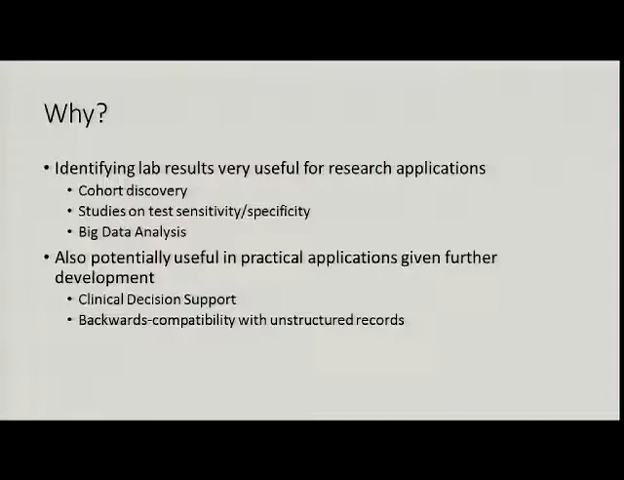 Why?
• Identifying lab results very useful for research applications
• Cohort discovery
• Studies on test sensitivity/specificity
• Big Data Analysis
• Also potentially useful in practical applications given further
development
• Clinical Decision Support
• Backwards-compatibility with unstructured records